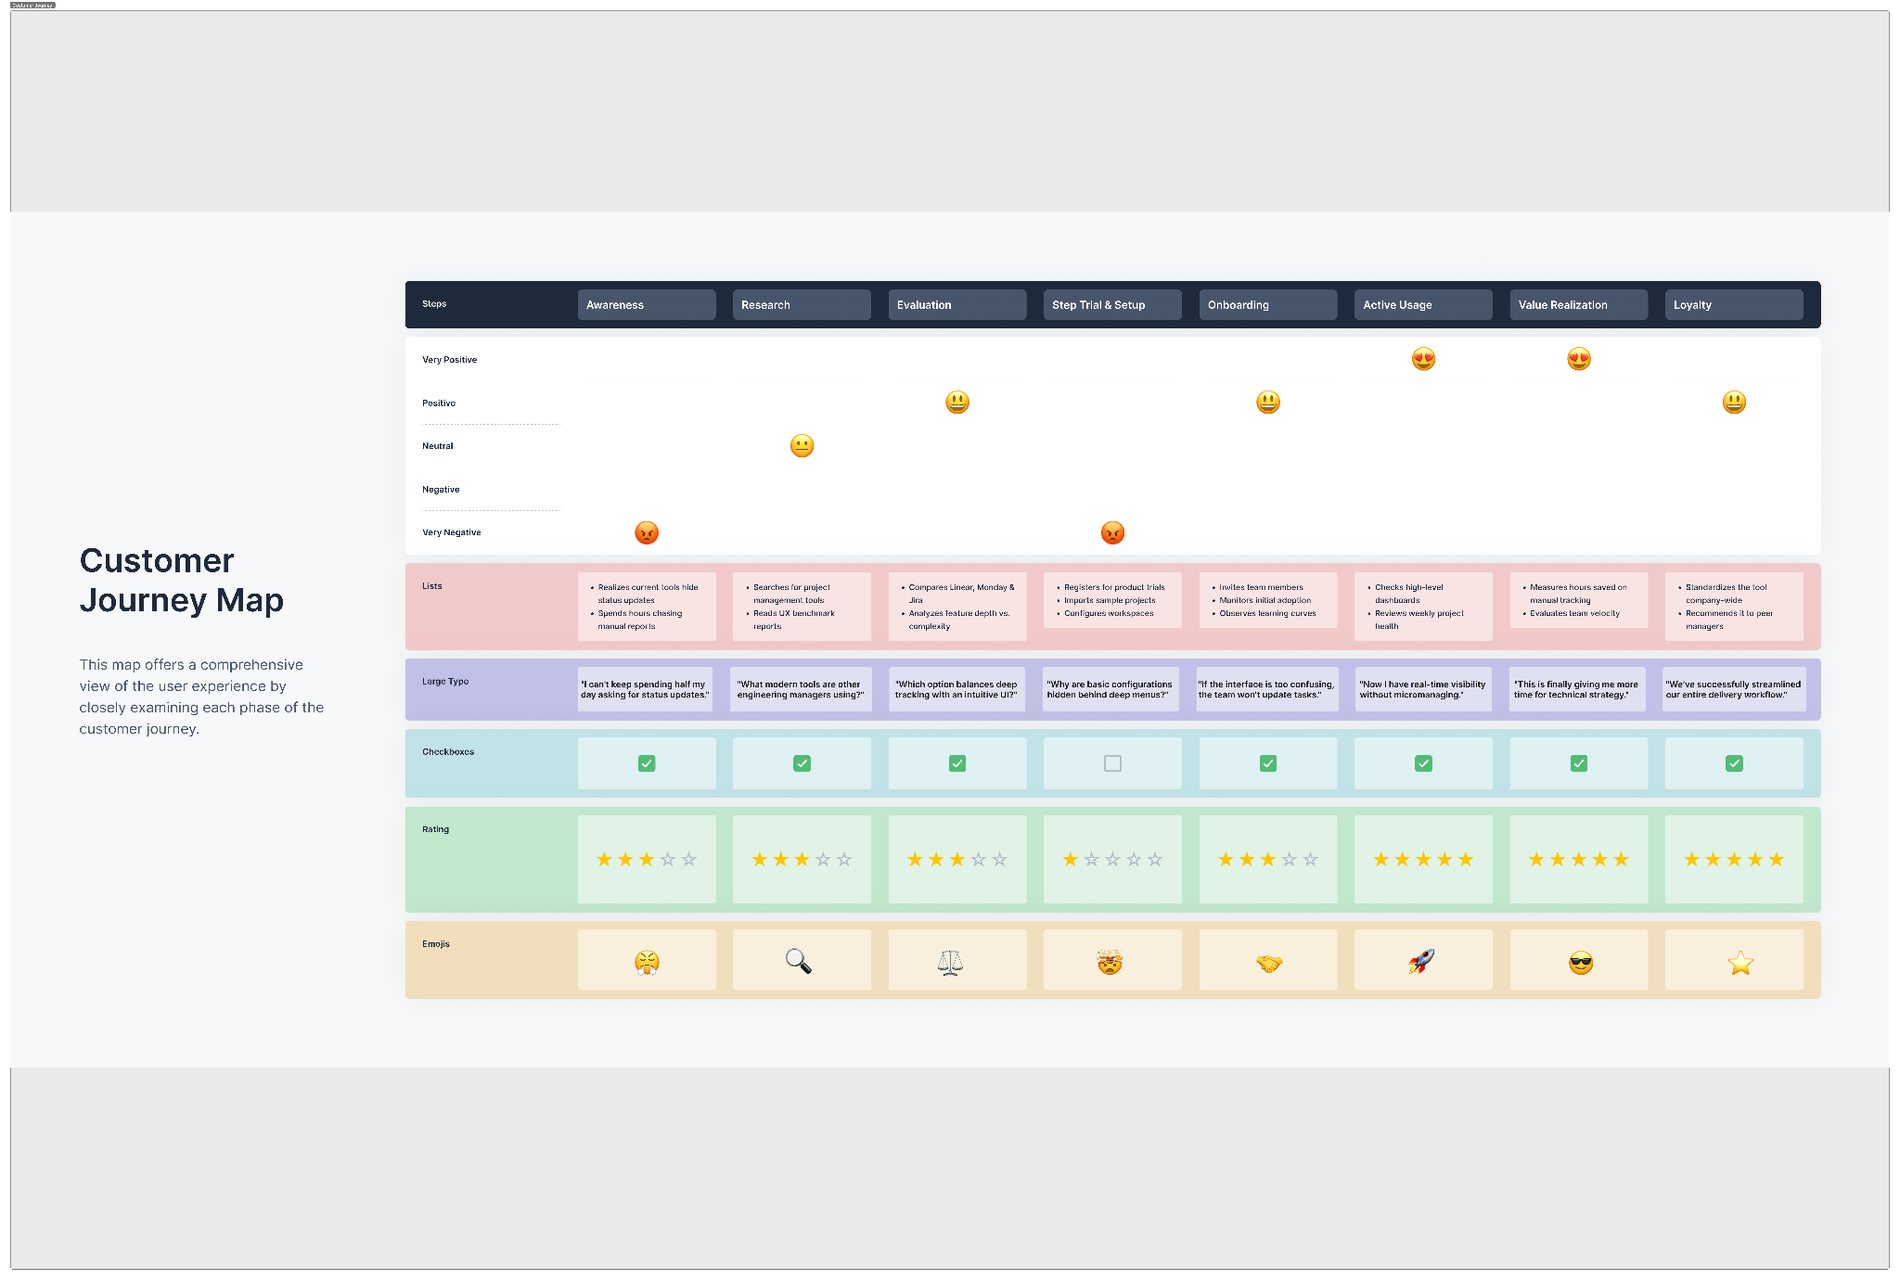 Customer Journey
Customer
Journey Map
This map offers a comprehensive
view of the user experience by
closely examining each phase of the
customer journey.
Steps
Awareness
Research
Evaluation
Step Trial & Setup
Onboarding
Active Usage
Value Realization
Loyalty
Very Positive
Positive
Neutral
Negative
Very Negative
Lists
• Realizes current tools hide
status updates
• Spends hours chasing
manual reports
• Searches for project
management tools
• Reads UX benchmark
reports
• Compares Linear, Monday &
Jira
• Analyzes feature depth vs.
complexity
• Registers for product trials
• Imports sample projects
• Configures workspaces
• Invites team members
• Monitors initial adoption
• Observes learning curves
• Checks high-level
dashboards
• Reviews weekly project
health
• Measures hours saved on
manual tracking
• Evaluates team velocity
• Standardizes the tool
company-wide
• Recommends it to peer
managers
Large Type
"I can't keep spending half my
day asking for status updates."
"What modern tools are other
engineering managers using?"
"Which option balances deep
tracking with an intuitive UI?"
"Why are basic configurations
hidden behind deep menus?"
"If the interface is too confusing,
the team won't update tasks."
"Now I have real-time visibility
without micromanaging."
"This is finally giving me more
time for technical strategy."
"We've successfully streamlined
our entire delivery workflow."
Checkboxes
Rating
Emojis